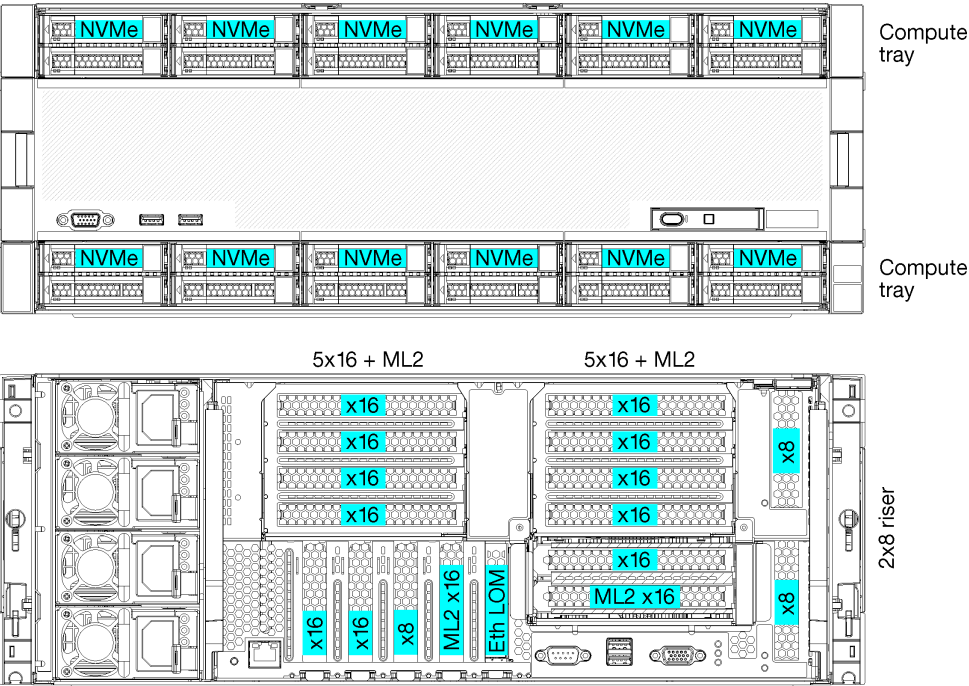 NVMe NVMe NVMe NVMe NVMe NVMe
Compute
tray
NVMe NVMe NVMe NVMe NVMe NVMe
Compute
tray
5x16 + ML2
5x16 + ML2
x16
x16
x16
x16
x16
x16
x16
x16
x8
x16
ML2 x16
x16
x16
x8
ML2 x16
Eth LOM
x8
2x8 riser